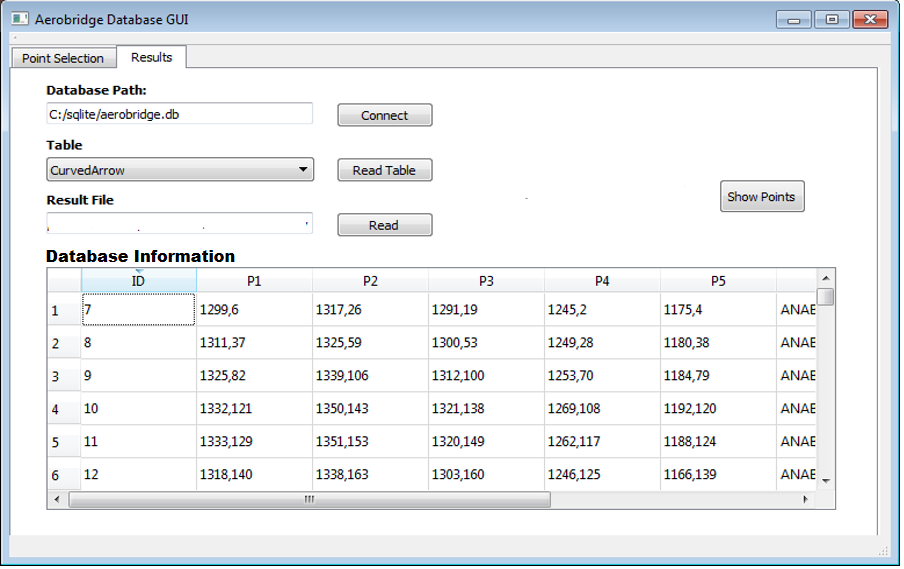 Aerobridge Database GUI
Point Selection Results
Database Path:
C:/sqlite/aerobridge.db Connect
Table
CurvedArrow Read Table
Result File Show Points
Read
Database Information
ID P1 P2 P3 P4 P5
1 7 1299,6 1317,26 1291,19 1245,2 1175,4 ANAE
2 8 1311,37 1325,59 1300,53 1249,28 1180,38 ANAE
3 9 1325,82 1339,106 1312,100 1253,70 1184,79 ANAE
4 10 1332,121 1350,143 1321,138 1269,108 1192,120 ANAE
5 11 1333,129 1351,153 1320,149 1262,117 1188,124 ANAE
6 12 1318,140 1338,163 1303,160 1246,125 1166,139 ANAE